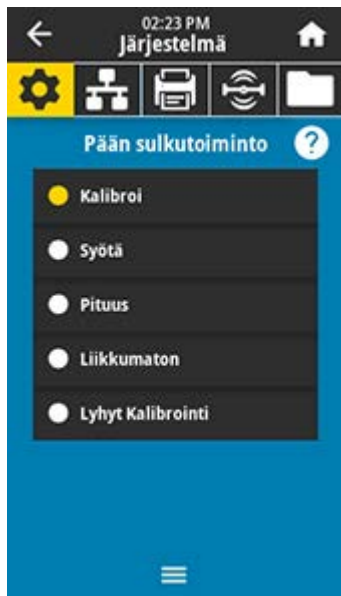 02:23 PM
Järjestelmä
Pään sulkutoiminto ?
Kalibroi
Syötä
Pituus
Liikkumaton
Lyhyt Kalibrointi